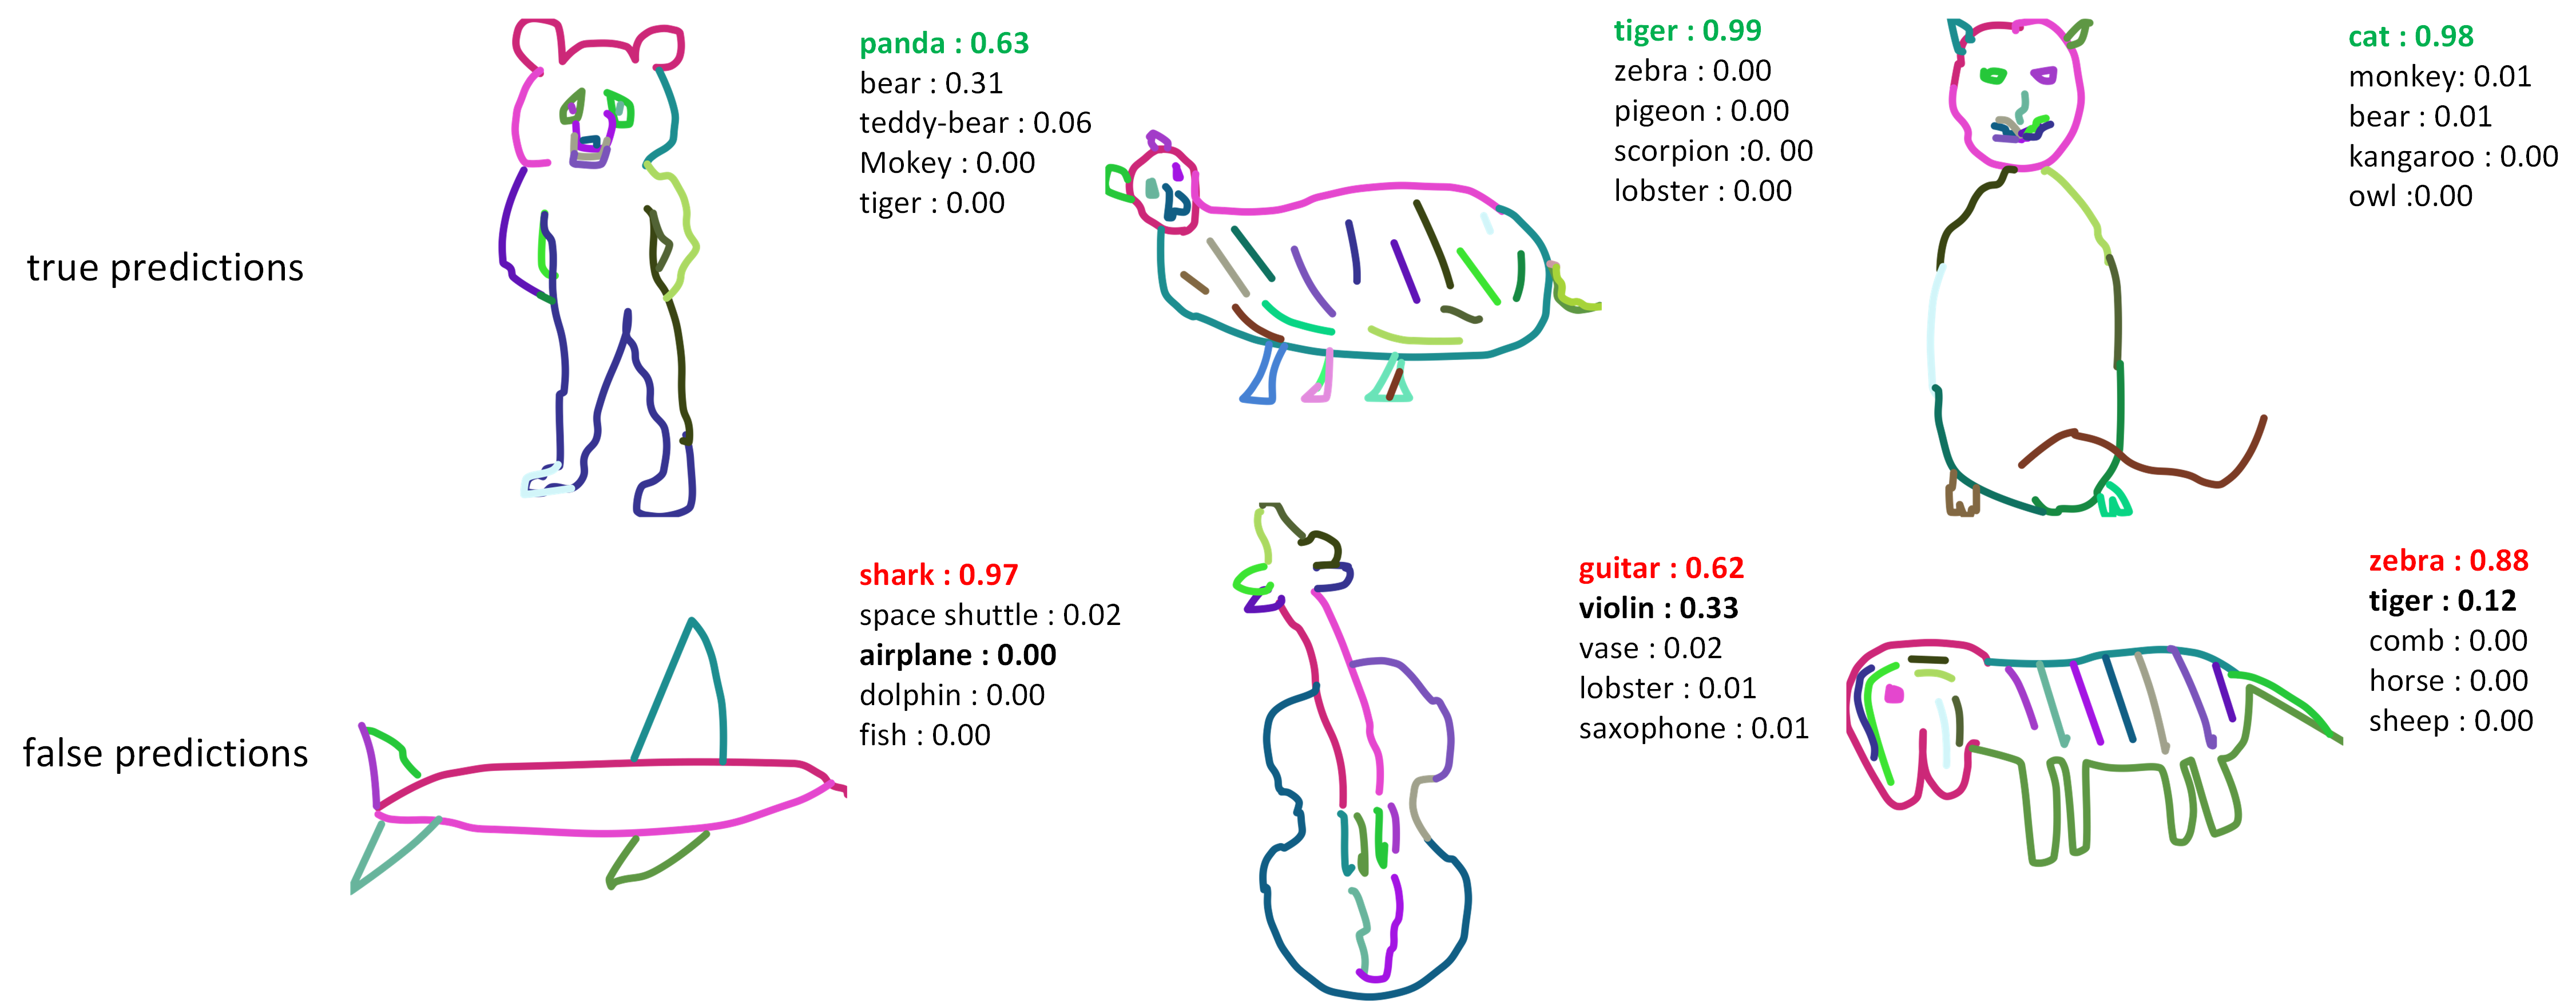 true predictions
panda : 0.63
bear : 0.31
teddy-bear : 0.06
Mokey : 0.00
tiger : 0.00
tiger : 0.99
zebra : 0.00
pigeon : 0.00
scorpion :0. 00
lobster : 0.00
cat : 0.98
monkey: 0.01
bear : 0.01
kangaroo : 0.00
owl :0.00
false predictions
shark : 0.97
space shuttle : 0.02
airplane : 0.00
dolphin : 0.00
fish : 0.00
guitar : 0.62
violin : 0.33
vase : 0.02
lobster : 0.01
saxophone : 0.01
zebra : 0.88
tiger : 0.12
comb : 0.00
horse : 0.00
sheep : 0.00